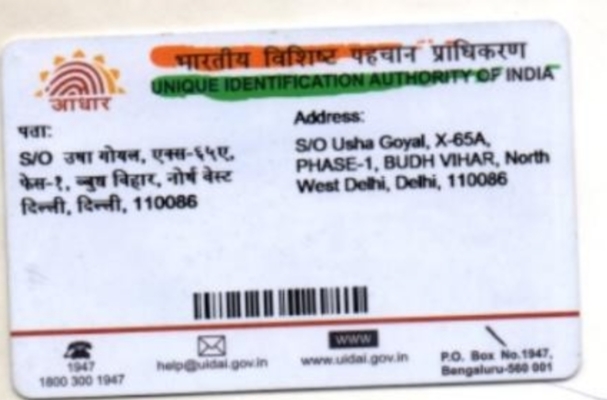 भारतीय विशिष्ट पहचान प्राधिकरण
UNIQUE IDENTIFICATION AUTHORITY OF INDIA
आधार
पता:
S/O उषा गोयल, एक्स-६५ए,
फेस-१, बुध विहार, नोर्थ वेस्ट
दिल्ली, दिल्ली, 110086
Address:
S/O Usha Goyal, X-65A,
PHASE-1, BUDH VIHAR, North
West Delhi, Delhi, 110086
1947
1800 300 1947
help@uidai.gov.in
WWW
www.uidai.gov.in
P.O. Box No.1947,
Bengaluru-560 001